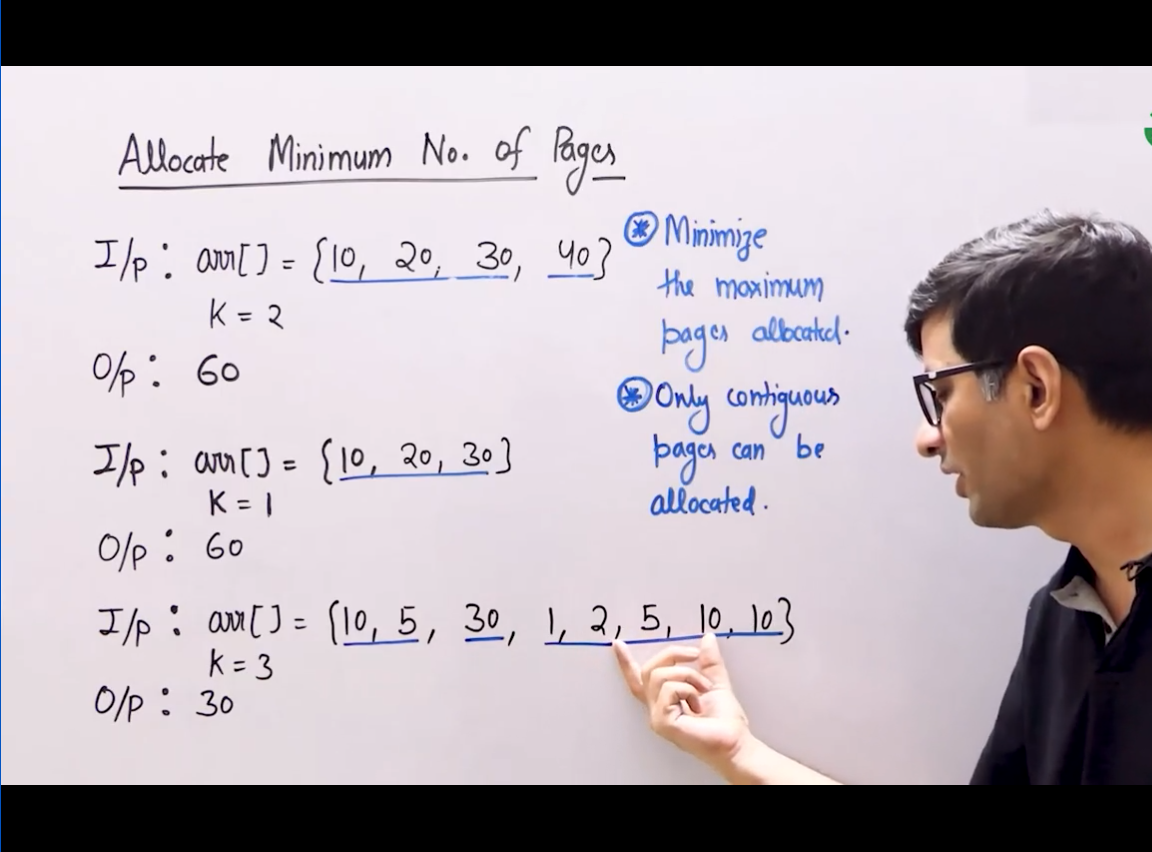 Allocate Minimum No. of Pages
I/p : arr[] = {10, 20, 30, 40}
K = 2
O/p : 60
I/p : arr[] = {10, 20, 30}
K = 1
O/p : 60
I/p : arr[] = {10, 5, 30, 1, 2, 5, 10, 10}
K = 3
O/p : 30
* Minimize
the maximum
pages allocated.
* Only contiguous
pages can be
allocated.